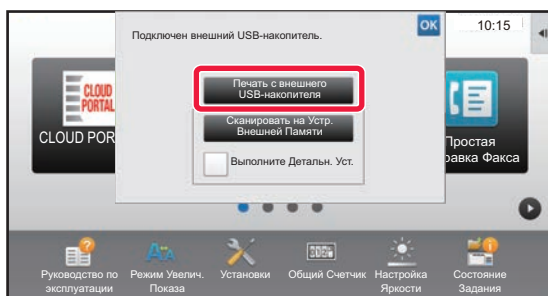 Подключен внешний USB-накопитель.
OK
10:15
Печать с внешнего
USB-накопителя
Сканировать на Устр.
Внешней Памяти
Выполните Детальн. Уст.
CLOUD
PORTAL
CLOUD POR
Простая
равка Факса
Руководство по
эксплуатации
Режим Увелич.
Показа
Установки
Общий Счетчик
Настройка
Яркости
Состояние
Задания